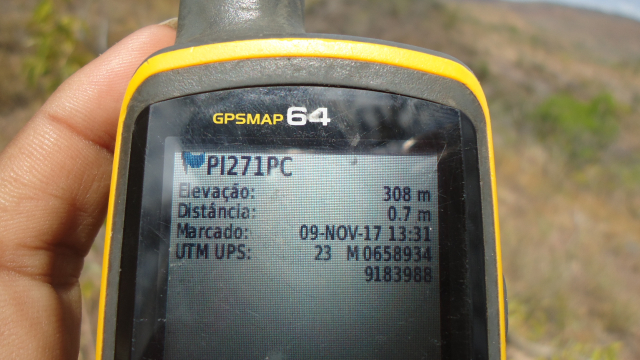 GPSMAP 64
PI271PC
Elevação: 308 m
Distância: 0.7 m
Marcado: 09-NOV-17 13:31
UTM UPS: 23 M 0658934
9183988